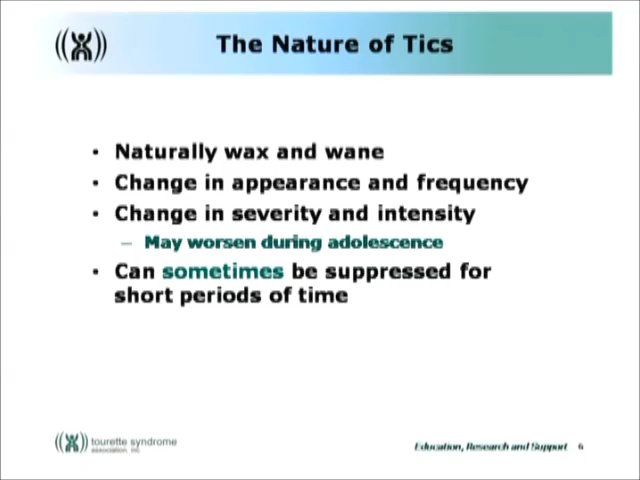 The Nature of Tics
• Naturally wax and wane
• Change in appearance and frequency
• Change in severity and intensity
– May worsen during adolescence
• Can sometimes be suppressed for
short periods of time
tourette syndrome
association, inc.
Education, Research and Support 6